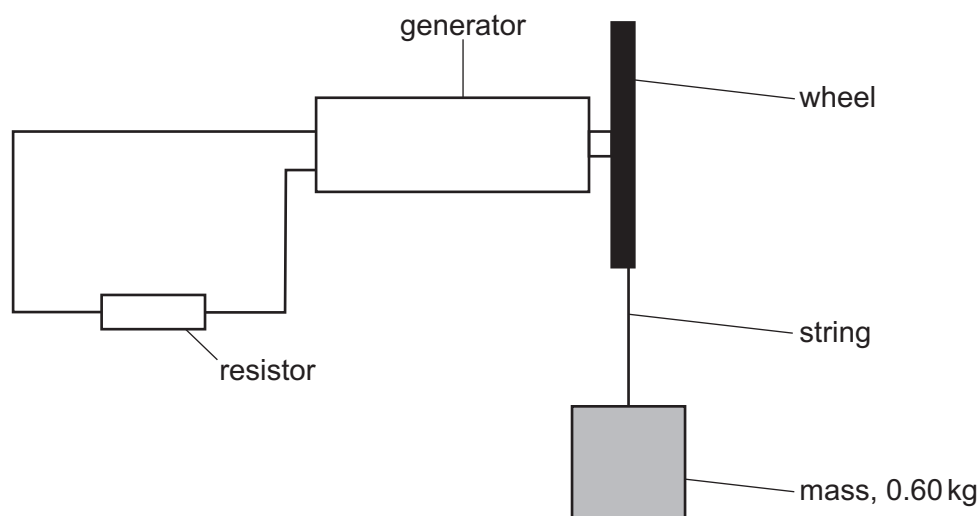 generator
wheel
string
resistor
mass, 0.60 kg